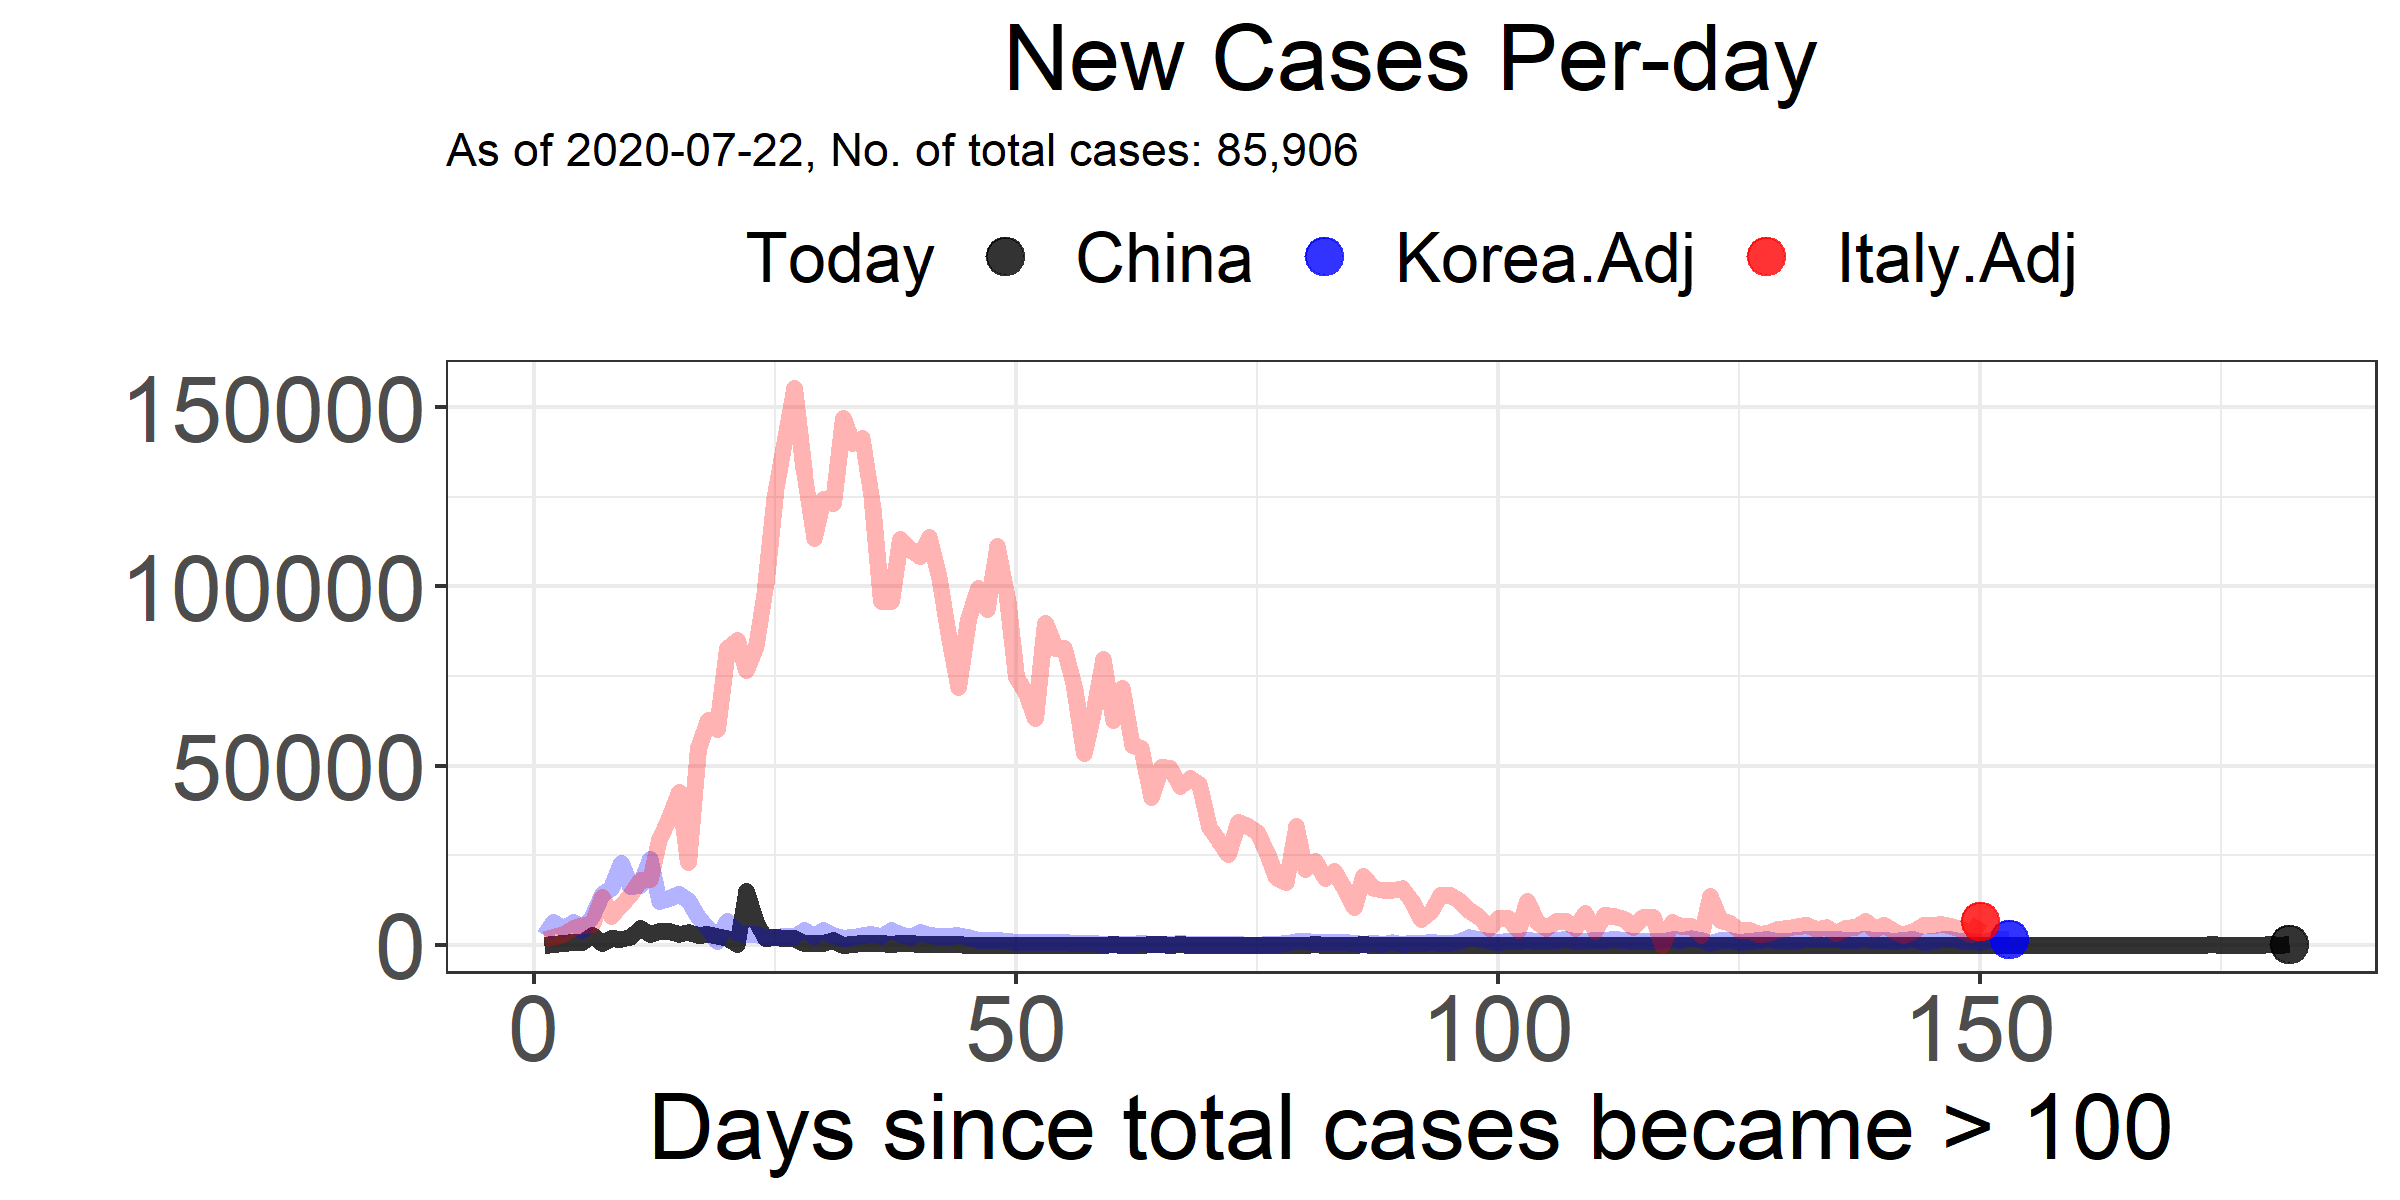 New Cases Per-day
As of 2020-07-22, No. of total cases: 85,906
Today China Korea.Adj Italy.Adj
150000
100000
50000
0
0 50 100 150
Days since total cases became > 100